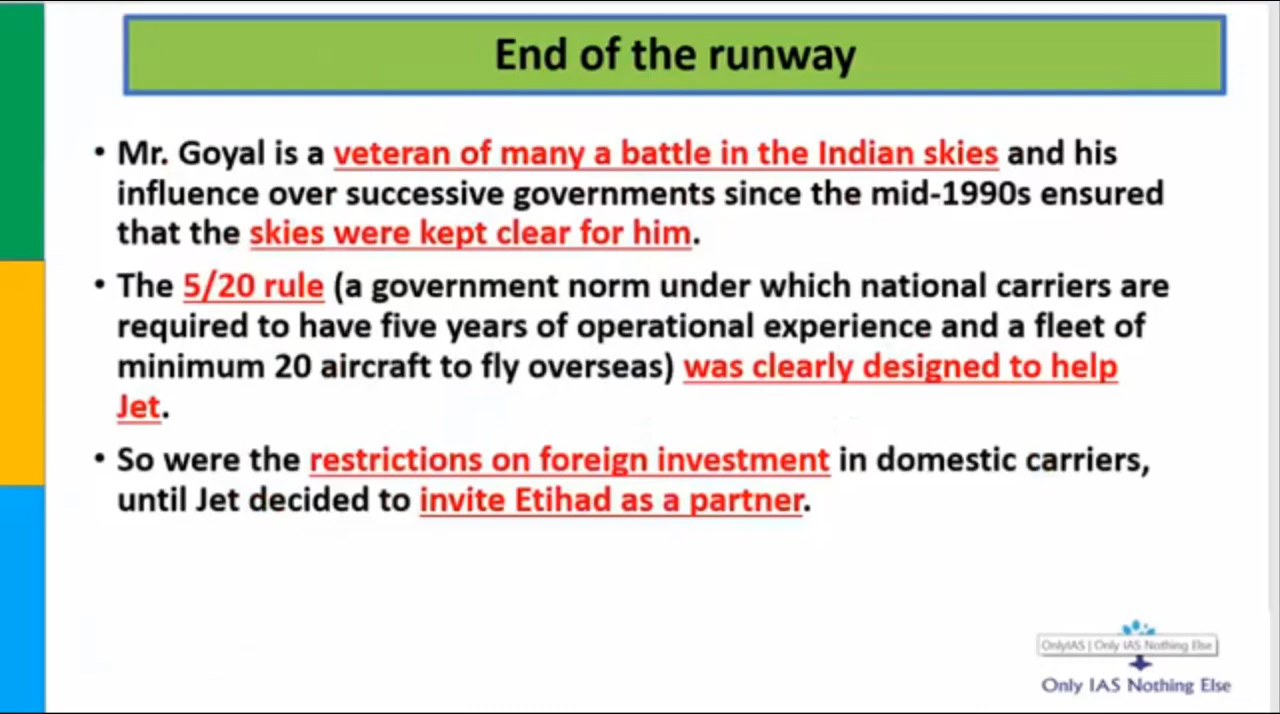 End of the runway
• Mr. Goyal is a veteran of many a battle in the Indian skies and his
influence over successive governments since the mid-1990s ensured
that the skies were kept clear for him.
• The 5/20 rule (a government norm under which national carriers are
required to have five years of operational experience and a fleet of
minimum 20 aircraft to fly overseas) was clearly designed to help
Jet.
• So were the restrictions on foreign investment in domestic carriers,
until Jet decided to invite Etihad as a partner.
OnlyIAS | Only IAS Nothing Else
Only IAS Nothing Else